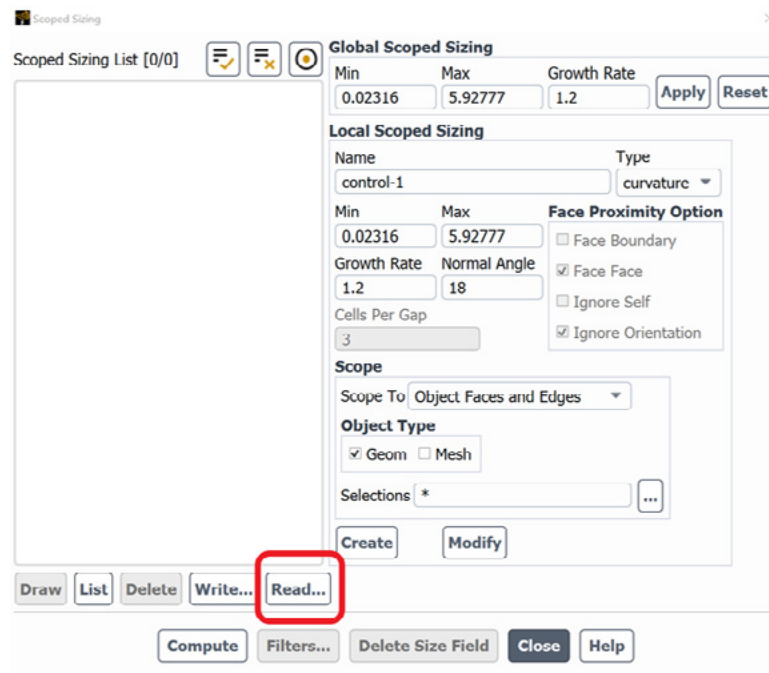 Scoped Sizing
Scoped Sizing List [0/0]
Global Scoped Sizing
Min Max Growth Rate
0.02316 5.92777 1.2 Apply Reset
Local Scoped Sizing
Name Type
control-1 curvature
Min Max Face Proximity Option
0.02316 5.92777 Face Boundary
Growth Rate Normal Angle Face Face
1.2 18 Ignore Self
Cells Per Gap Ignore Orientation
3
Scope
Scope To Object Faces and Edges
Object Type
Geom Mesh
Selections * ...
Create Modify
Draw List Delete Write... Read...
Compute Filters... Delete Size Field Close Help